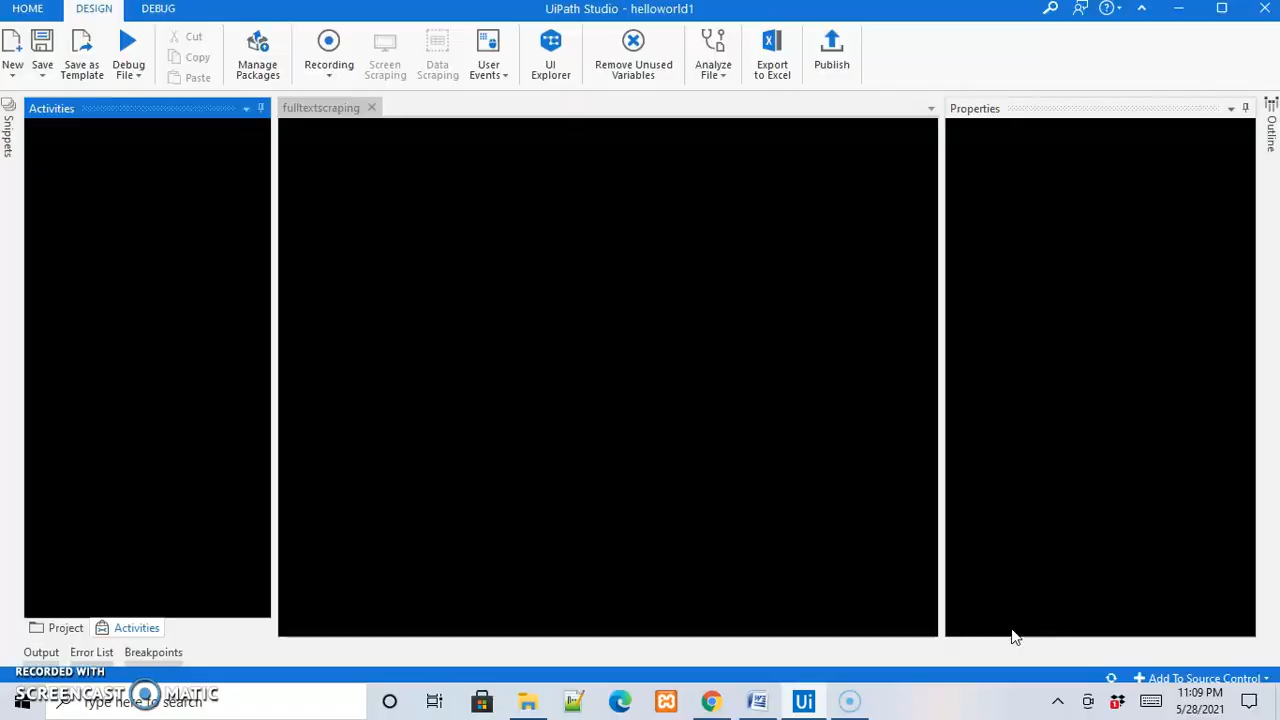 HOME DESIGN DEBUG UiPath Studio - helloworld1
New Save Save as Template Debug File Cut Copy Paste Manage Packages Recording Screen Scraping Data Scraping User Events UI Explorer Remove Unused Variables Analyze File Export to Excel Publish
Snippets
Activities
fulltextscraping
Properties
Outline
Project Activities
Output Error List Breakpoints
RECORDED WITH
SCREENCAST MATIC
Add To Source Control
Type here to search
11:09 PM
5/28/2021